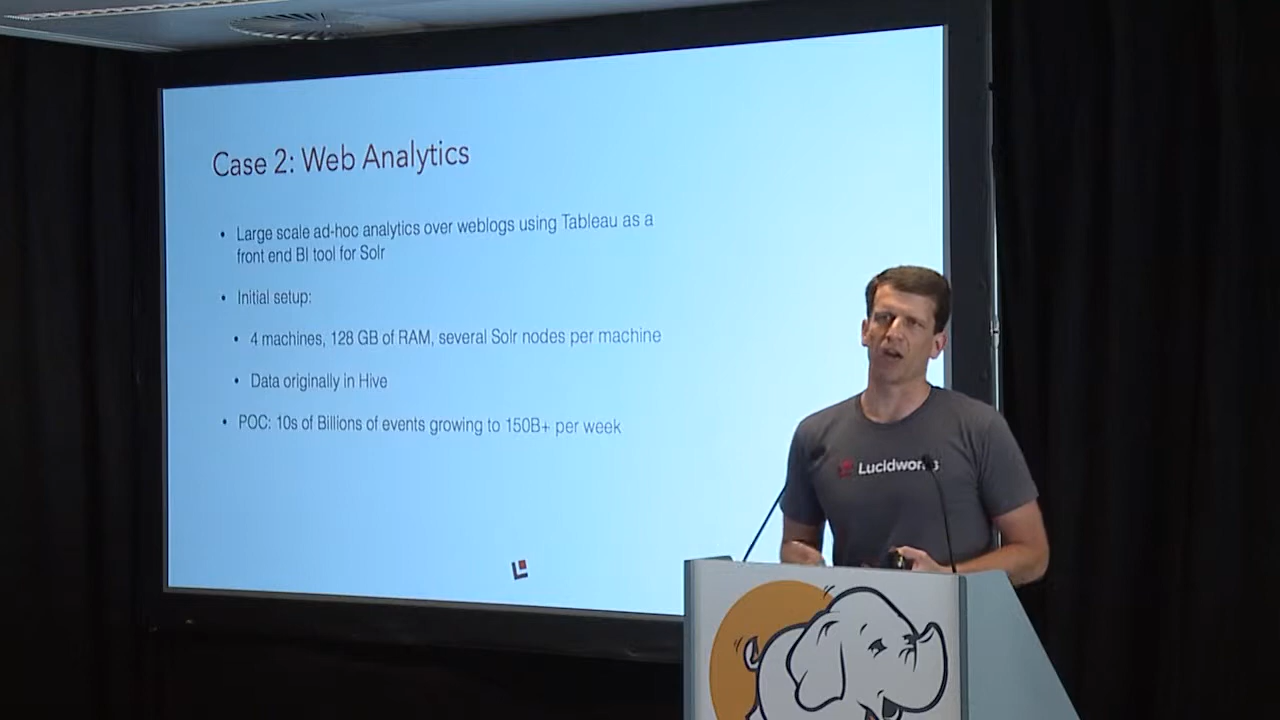 Case 2: Web Analytics
• Large scale ad-hoc analytics over weblogs using Tableau as a
front end BI tool for Solr
• Initial setup:
• 4 machines, 128 GB of RAM, several Solr nodes per machine
• Data originally in Hive
• POC: 10s of Billions of events growing to 150B+ per week
Lucidworks